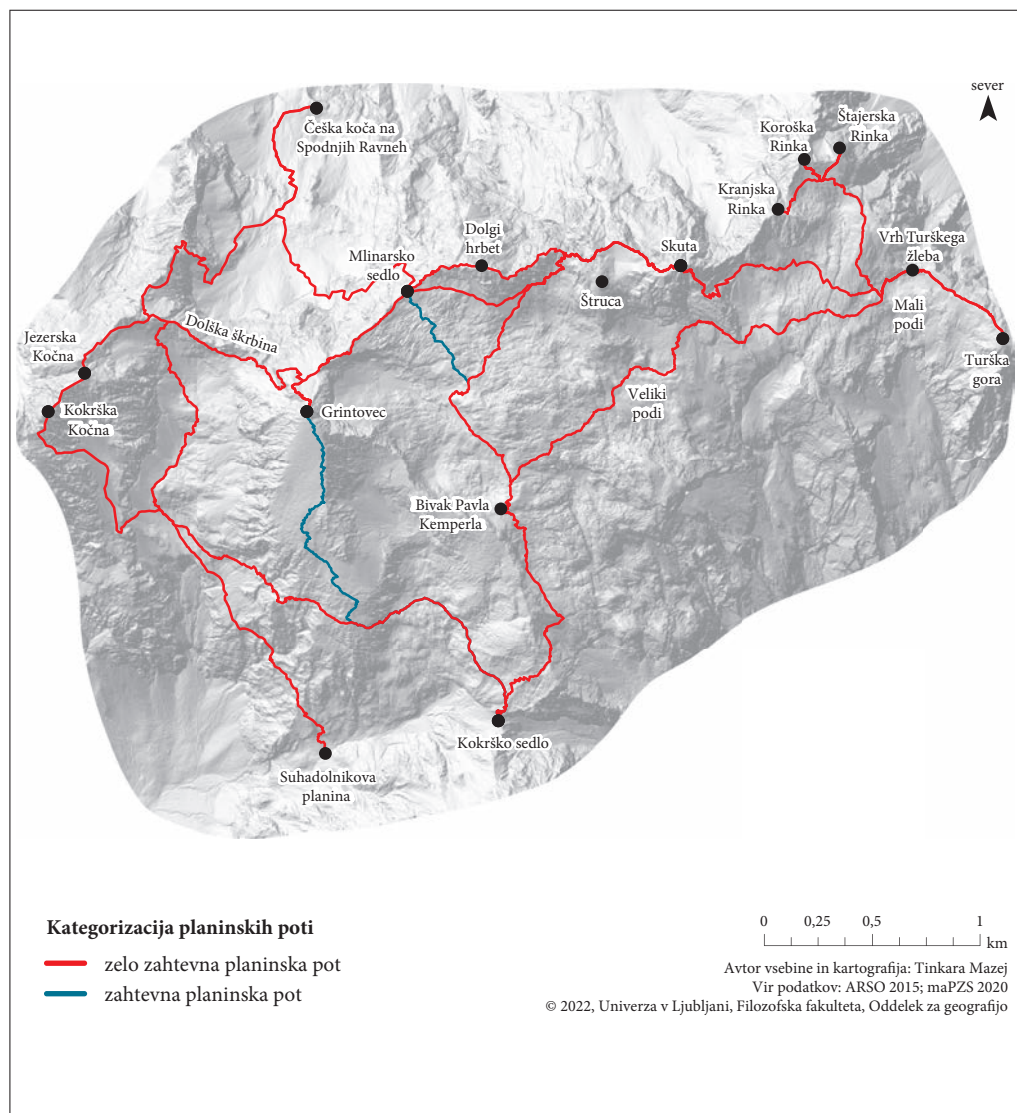 sever
Češka koča na
Spodnjih Ravneh
Koroška
Rinka
Štajerska
Rinka
Kranjska
Rinka
Dolgi
hrbet
Skuta
Vrh Turškega
žleba
Mlinarsko
sedlo
Štruca
Mali
podi
Dolška škrbina
Jezerska
Kočna
Turška
gora
Kokrška
Kočna
Grintovec
Veliki
podi
Bivak Pavla
Kemperla
Kokrško sedlo
Suhadolnikova
planina
Kategorizacija planinskih poti
zelo zahtevna planinska pot
zahtevna planinska pot
0 0,25 0,5 1
km
Avtor vsebine in kartografija: Tinkara Mazej
Vir podatkov: ARSO 2015; maPZS 2020
© 2022, Univerza v Ljubljani, Filozofska fakulteta, Oddelek za geografijo